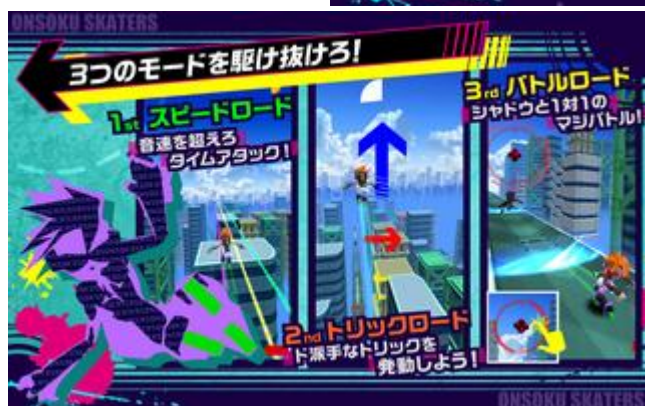 ONSOKU SKATERS
3つのモードを駆け抜けろ!
1st スピードロード
音速を超えろ
タイムアタック!
2nd トリックロード
ド派手なトリックを
発動しよう!
3rd バトルロード
シャドウと1対1の
マジバトル!
ONSOKU SKATERS